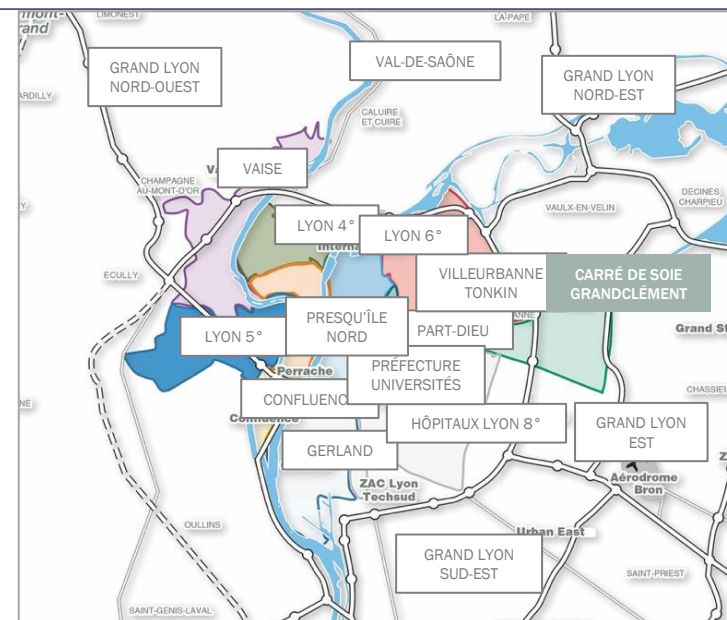 LIMONEST
LA-PAPE
GRAND LYON
NORD-OUEST
VAL-DE-SAÔNE
GRAND LYON
NORD-EST
CALUIRE
ET CUIRE
VAISE
CHAMPAGNE
AU-MONT-D'OR
DECINES
CHARPIEU
VAULX-EN-VELIN
LYON 4°
LYON 6°
ECULLY
VILLEURBANNE
TONKIN
CARRÉ DE SOIE
GRANDCLÉMENT
PRESQU'ÎLE
NORD
PART-DIEU
LYON 5°
Grand St
PRÉFECTURE
UNIVERSITÉS
Perrache
CONFLUENC
CHASSIEU
HÔPITAUX LYON 8°
GRAND LYON
EST
GERLAND
ZAC Lyon
Techsud
Aérodrome
Bron
OULLINS
Urban East
GRAND LYON
SUD-EST
SAINT-PRIEST
SAINT-GENIS-LAVAL